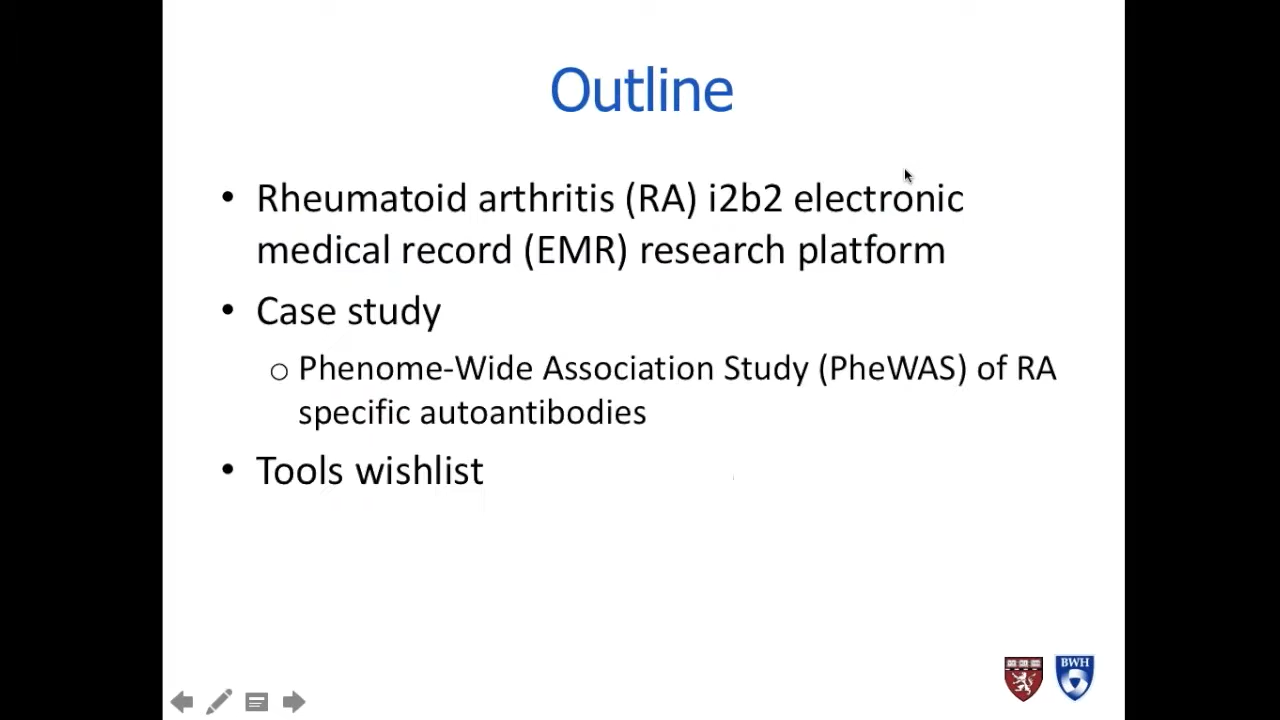 Outline
• Rheumatoid arthritis (RA) i2b2 electronic
medical record (EMR) research platform
• Case study
o Phenome-Wide Association Study (PheWAS) of RA
specific autoantibodies
• Tools wishlist
BWH